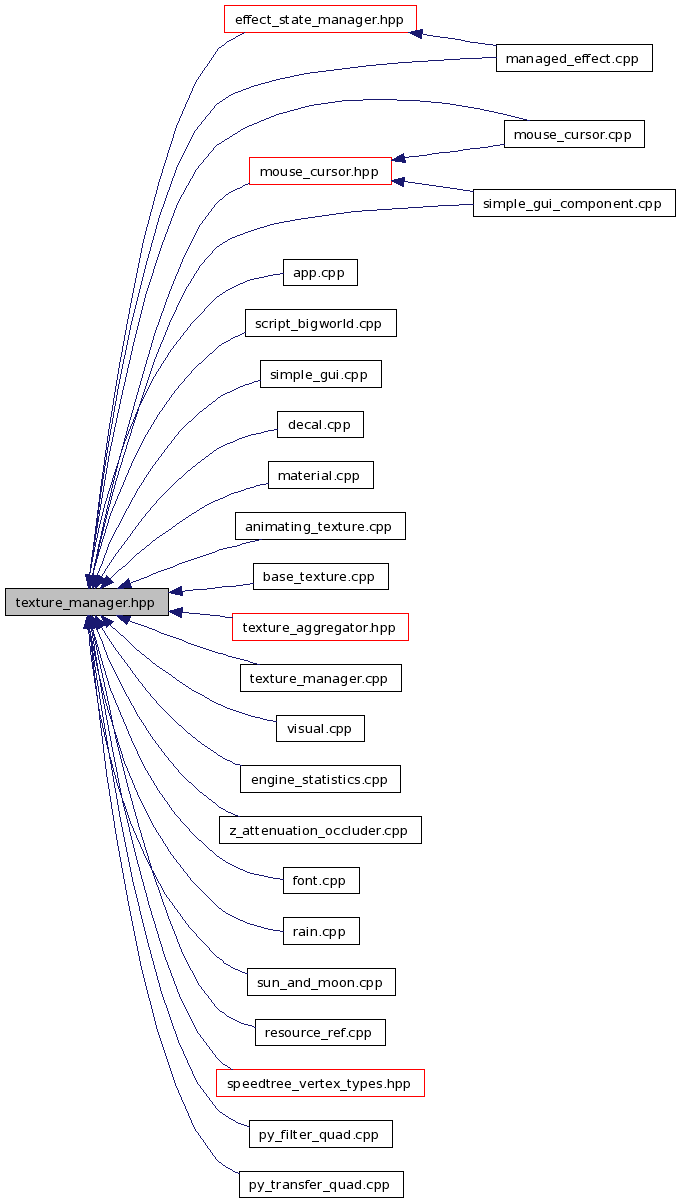 effect_state_manager.hpp
managed_effect.cpp
mouse_cursor.cpp
mouse_cursor.hpp
simple_gui_component.cpp
app.cpp
script_bigworld.cpp
simple_gui.cpp
decal.cpp
material.cpp
animating_texture.cpp
base_texture.cpp
texture_manager.hpp
texture_aggregator.hpp
texture_manager.cpp
visual.cpp
engine_statistics.cpp
z_attenuation_occluder.cpp
font.cpp
rain.cpp
sun_and_moon.cpp
resource_ref.cpp
speedtree_vertex_types.hpp
py_filter_quad.cpp
py_transfer_quad.cpp